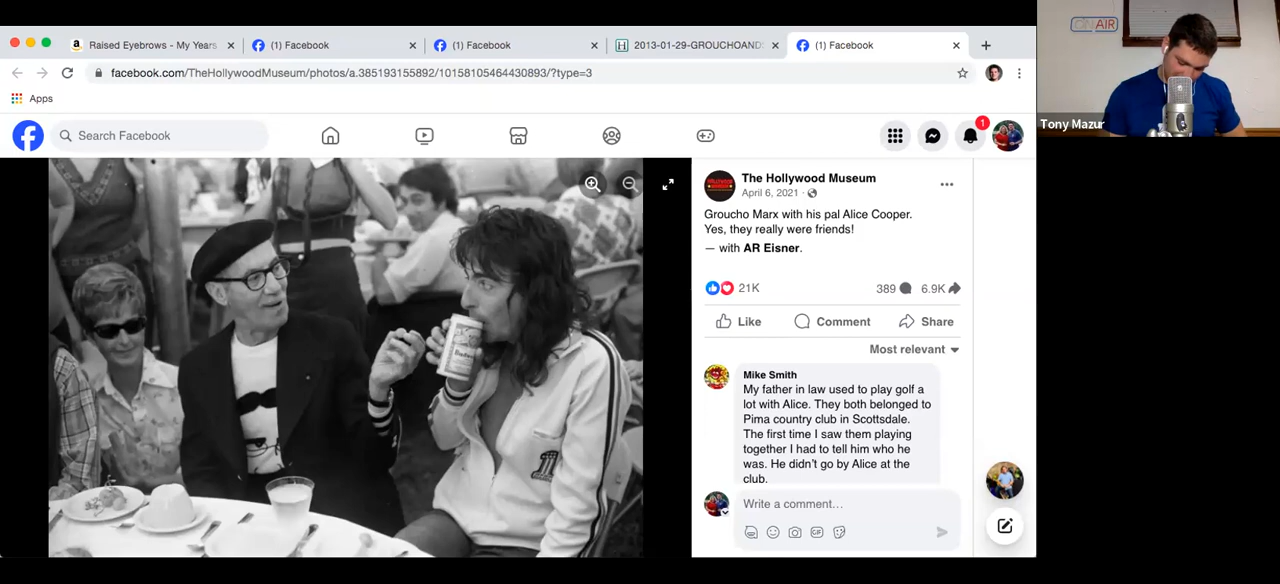 Raised Eyebrows - My Years
(1) Facebook
(1) Facebook
2013-01-29-GROUCHOAND
(1) Facebook
facebook.com/TheHollywoodMuseum/photos/a.385193155892/10158105464430893/?type=3
Apps
Search Facebook
1
The Hollywood Museum
April 6, 2021
Groucho Marx with his pal Alice Cooper.
Yes, they really were friends!
— with AR Eisner.
21K
389
6.9K
Like
Comment
Share
Most relevant
Mike Smith
My father in law used to play golf a
lot with Alice. They both belonged to
Pima country club in Scottsdale.
The first time I saw them playing
together I had to tell him who he
was. He didn't go by Alice at the
club.
Write a comment…
GIF
ON AIR
Tony Mazur
Budweiser
1